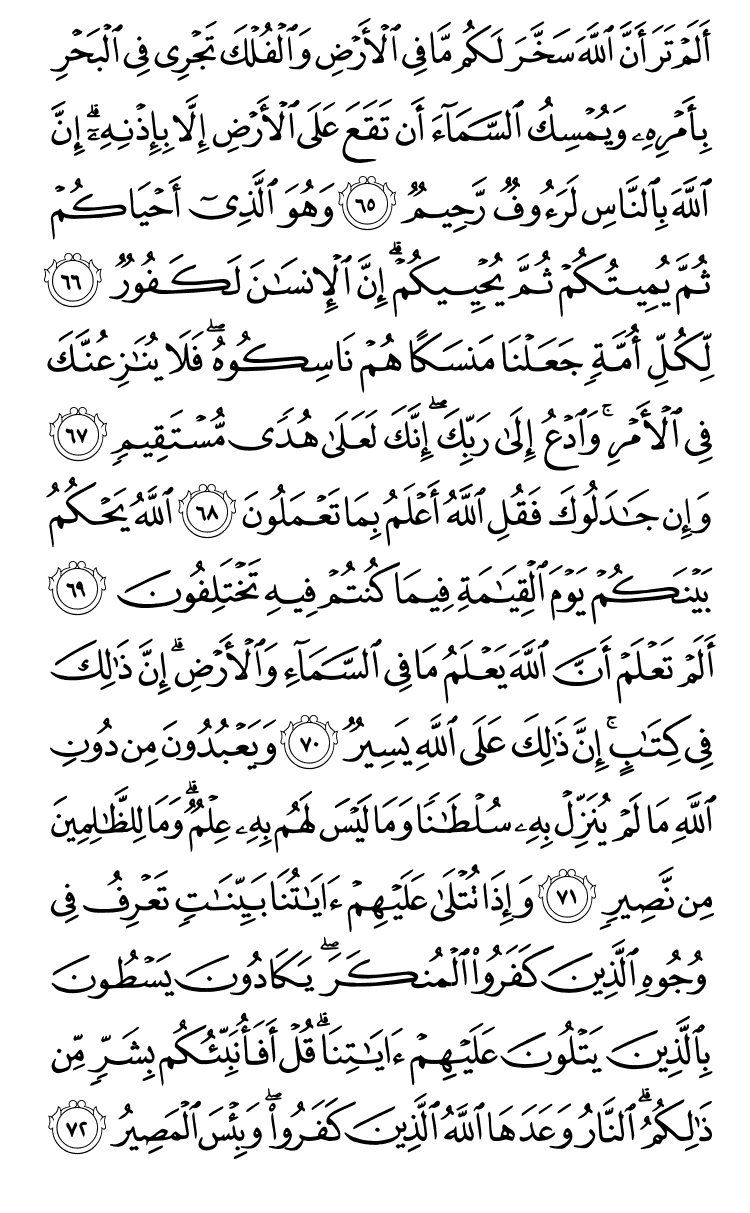 أَلَمۡ تَرَ أَنَّ ٱللَّهَ سَخَّرَ لَكُم مَّا فِي ٱلۡأَرۡضِ وَٱلۡفُلۡكَ تَجۡرِي فِي ٱلۡبَحۡرِ
بِأَمۡرِهِۦ وَيُمۡسِكُ ٱلسَّمَآءَ أَن تَقَعَ عَلَى ٱلۡأَرۡضِ إِلَّا بِإِذۡنِهِۦٓۚ إِنَّ
ٱللَّهَ بِٱلنَّاسِ لَرَءُوفٞ رَّحِيمٞ ٦٥ وَهُوَ ٱلَّذِيٓ أَحۡيَاكُمۡ
ثُمَّ يُمِيتُكُمۡ ثُمَّ يُحۡيِيكُمۡۗ إِنَّ ٱلۡإِنسَٰنَ لَكَفُورٞ ٦٦
لِّكُلِّ أُمَّةٖ جَعَلۡنَا مَنسَكًا هُمۡ نَاسِكُوهُۖ فَلَا يُنَٰزِعُنَّكَ
فِي ٱلۡأَمۡرِۚ وَٱدۡعُ إِلَىٰ رَبِّكَۖ إِنَّكَ لَعَلَىٰ هُدٗى مُّسۡتَقِيمٖ ٦٧
وَإِن جَٰدَلُوكَ فَقُلِ ٱللَّهُ أَعۡلَمُ بِمَا تَعۡمَلُونَ ٦٨ ٱللَّهُ يَحۡكُمُ
بَيۡنَكُمۡ يَوۡمَ ٱلۡقِيَٰمَةِ فِيمَا كُنتُمۡ فِيهِ تَخۡتَلِفُونَ ٦٩
أَلَمۡ تَعۡلَمۡ أَنَّ ٱللَّهَ يَعۡلَمُ مَا فِي ٱلسَّمَآءِ وَٱلۡأَرۡضِۚ إِنَّ ذَٰلِكَ
فِي كِتَٰبٍۚ إِنَّ ذَٰلِكَ عَلَى ٱللَّهِ يَسِيرٞ ٧٠ وَيَعۡبُدُونَ مِن دُونِ
ٱللَّهِ مَا لَمۡ يُنَزِّلۡ بِهِۦ سُلۡطَٰنٗا وَمَا لَيۡسَ لَهُم بِهِۦ عِلۡمٞۗ وَمَا لِلظَّٰلِمِينَ
مِن نَّصِيرٖ ٧١ وَإِذَا تُتۡلَىٰ عَلَيۡهِمۡ ءَايَٰتُنَا بَيِّنَٰتٖ تَعۡرِفُ فِي
وُجُوهِ ٱلَّذِينَ كَفَرُواْ ٱلۡمُنكَرَۖ يَكَادُونَ يَسۡطُونَ
بِٱلَّذِينَ يَتۡلُونَ عَلَيۡهِمۡ ءَايَٰتِنَاۗ قُلۡ أَفَأُنَبِّئُكُم بِشَرّٖ مِّن
ذَٰلِكُمُۚ ٱلنَّارُ وَعَدَهَا ٱللَّهُ ٱلَّذِينَ كَفَرُواْۖ وَبِئۡسَ ٱلۡمَصِيرُ ٧٢